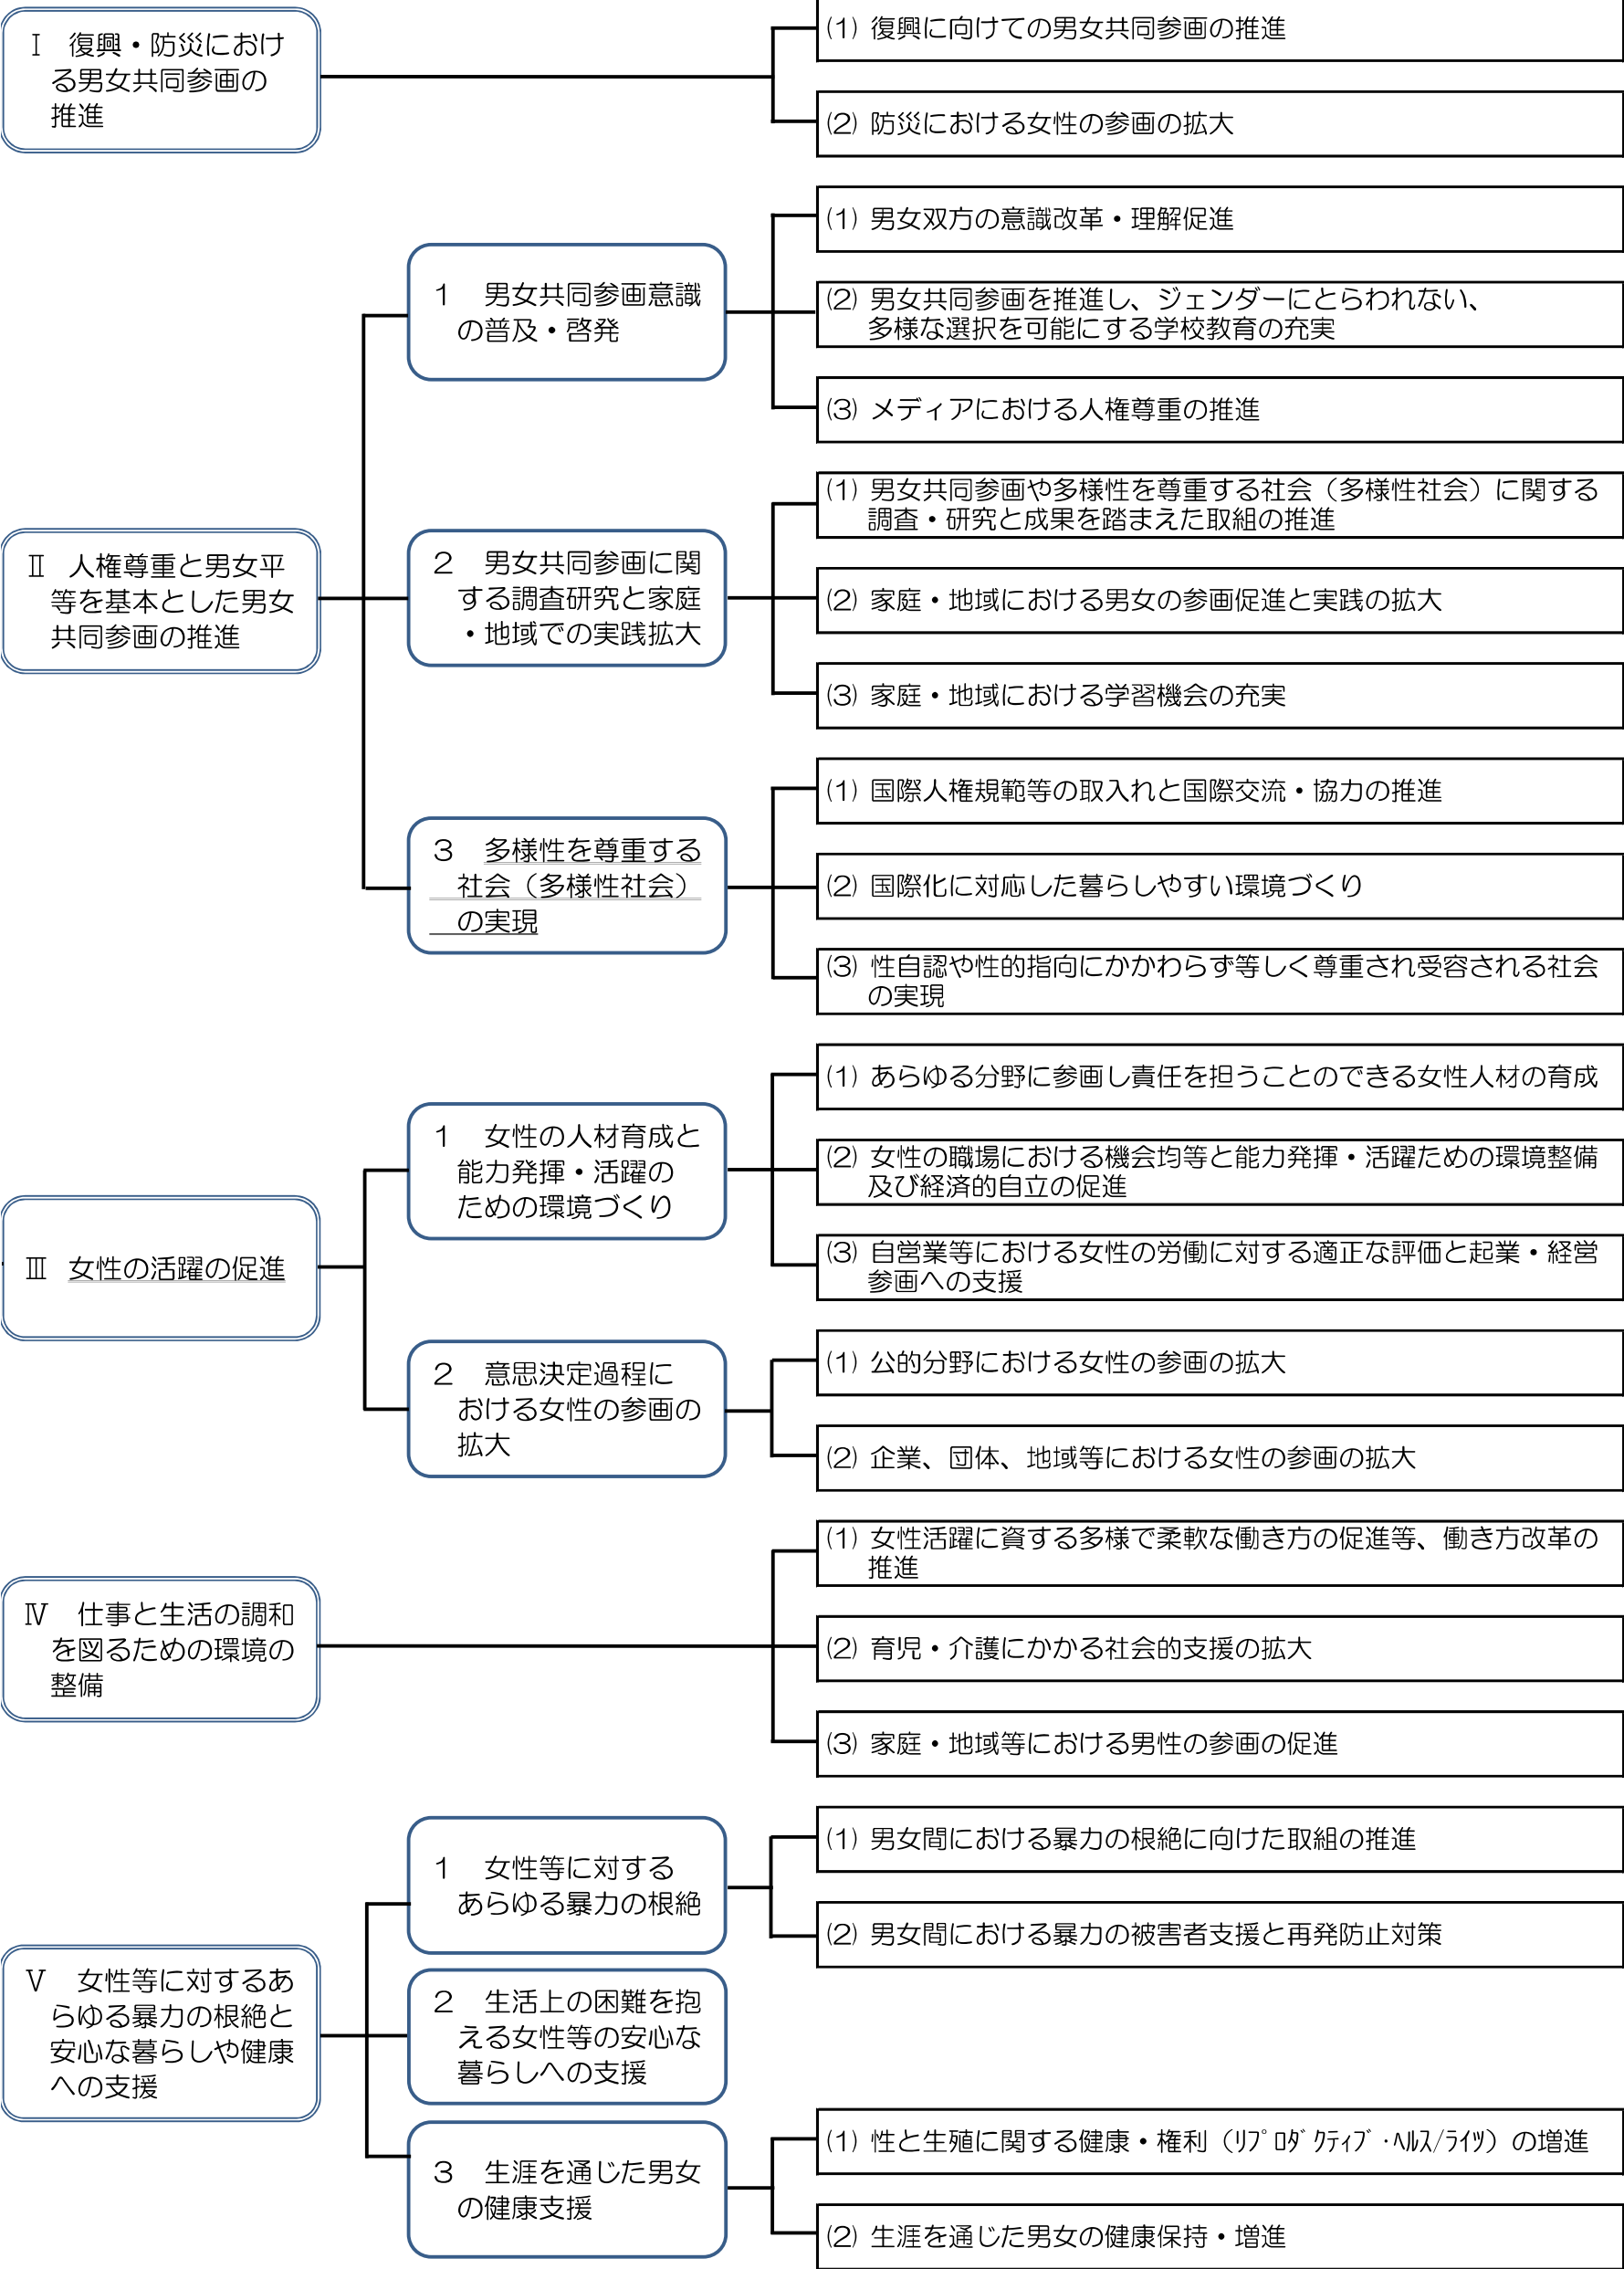 Ⅰ 復興・防災におけ
る男女共同参画の
推進
(1) 復興に向けての男女共同参画の推進
(2) 防災における女性の参画の拡大
Ⅱ 人権尊重と男女平
等を基本とした男女
共同参画の推進
1 男女共同参画意識
の普及・啓発
(1) 男女双方の意識改革・理解促進
(2) 男女共同参画を推進し、ジェンダーにとらわれない、
多様な選択を可能にする学校教育の充実
(3) メディアにおける人権尊重の推進
2 男女共同参画に関
する調査研究と家庭
・地域での実践拡大
(1) 男女共同参画や多様性を尊重する社会（多様性社会）に関する
調査・研究と成果を踏まえた取組の推進
(2) 家庭・地域における男女の参画促進と実践の拡大
(3) 家庭・地域における学習機会の充実
3 多様性を尊重する
社会（多様性社会）
の実現
(1) 国際人権規範等の取入れと国際交流・協力の推進
(2) 国際化に対応した暮らしやすい環境づくり
(3) 性自認や性的指向にかかわらず等しく尊重され受容される社会
の実現
Ⅲ 女性の活躍の促進
1 女性の人材育成と
能力発揮・活躍の
ための環境づくり
(1) あらゆる分野に参画し責任を担うことのできる女性人材の育成
(2) 女性の職場における機会均等と能力発揮・活躍ための環境整備
及び経済的自立の促進
(3) 自営業等における女性の労働に対する適正な評価と起業・経営
参画への支援
2 意思決定過程に
おける女性の参画の
拡大
(1) 公的分野における女性の参画の拡大
(2) 企業、団体、地域等における女性の参画の拡大
Ⅳ 仕事と生活の調和
を図るための環境の
整備
(1) 女性活躍に資する多様で柔軟な働き方の促進等、働き方改革の
推進
(2) 育児・介護にかかる社会的支援の拡大
(3) 家庭・地域等における男性の参画の促進
Ⅴ 女性等に対するあ
らゆる暴力の根絶と
安心な暮らしや健康
への支援
1 女性等に対する
あらゆる暴力の根絶
(1) 男女間における暴力の根絶に向けた取組の推進
(2) 男女間における暴力の被害者支援と再発防止対策
2 生活上の困難を抱
える女性等の安心な
暮らしへの支援
3 生涯を通じた男女
の健康支援
(1) 性と生殖に関する健康・権利（ﾘﾌﾟﾛﾀﾞｸﾃｨﾌﾞ･ﾍﾙｽ/ﾗｲﾂ）の増進
(2) 生涯を通じた男女の健康保持・増進